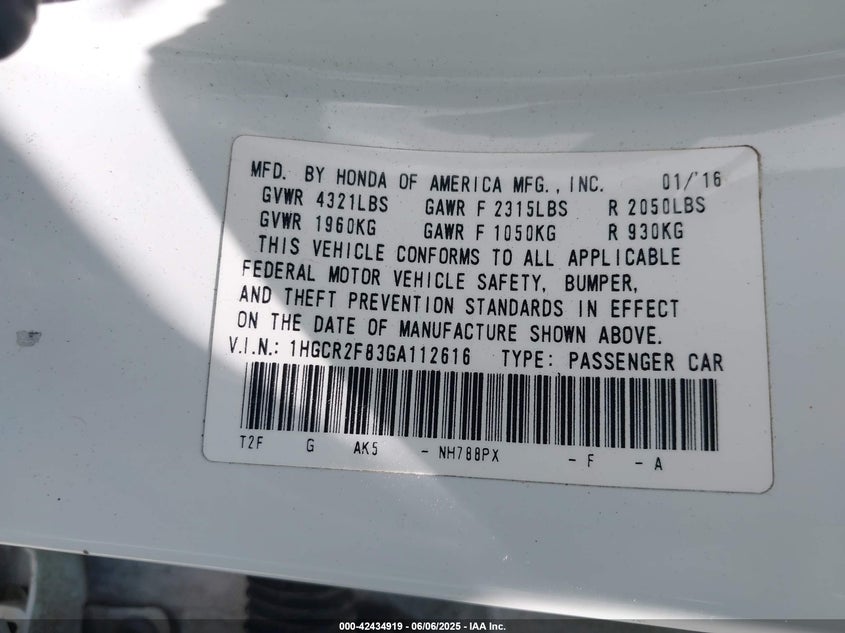 MFD. BY HONDA OF AMERICA MFG., INC. 01/'16
GVWR 4321LBS GAWR F 2315LBS R 2050LBS
GVWR 1960KG GAWR F 1050KG R 930KG
THIS VEHICLE CONFORMS TO ALL APPLICABLE
FEDERAL MOTOR VEHICLE SAFETY, BUMPER,
AND THEFT PREVENTION STANDARDS IN EFFECT
ON THE DATE OF MANUFACTURE SHOWN ABOVE.
V.I.N.: 1HGCR2F83GA112616 TYPE: PASSENGER CAR
T2F G AK5 - NH788PX - F - A
000-42434919 - 06/06/2025 - IAA Inc.